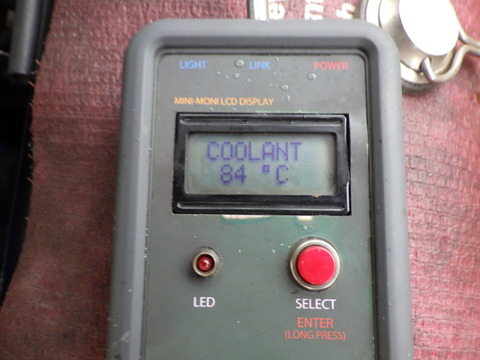 LIGHT LINK POWER
MINI-MONI LCD DISPLAY
COOLANT
84 °C
LED SELECT
ENTER
(LONG PRESS)